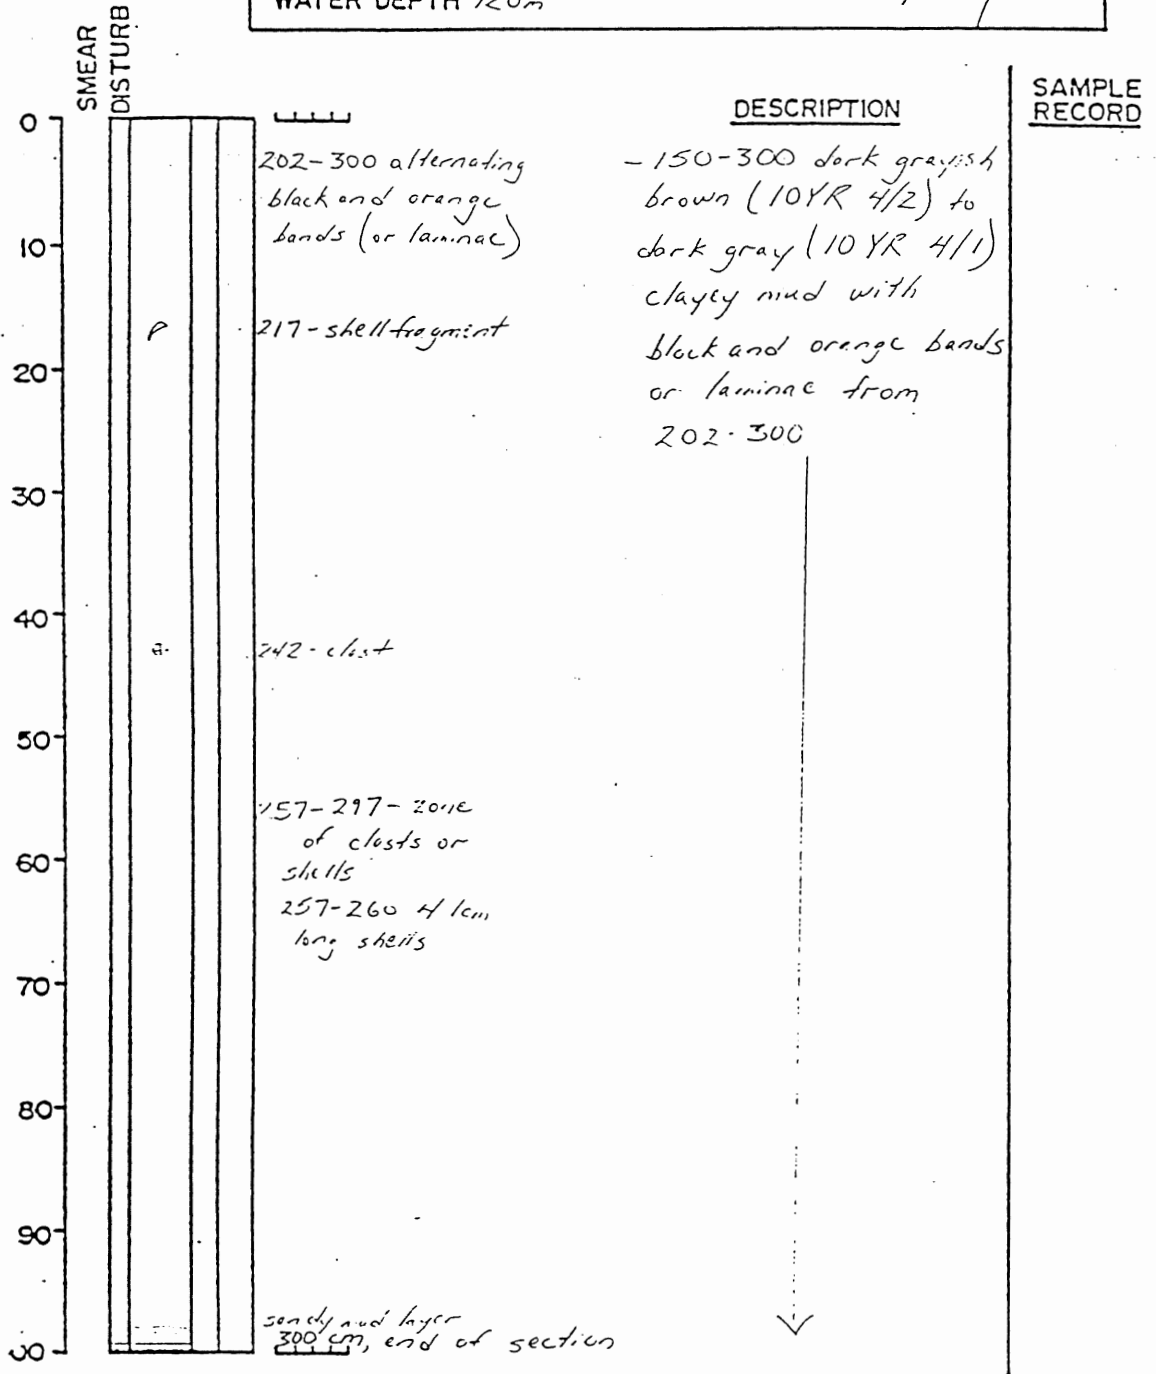 WATER DEPTH 120m
SMEAR
DISTURB
DESCRIPTION
SAMPLE
RECORD
0
10
20
30
40
50
60
70
80
90
00
202-300 alternating
black and orange
bands (or laminae)
217-shell fragment
242-clast
257-297-zone
of clasts or
shells
257-260 4 1cm
long shells
sandy mud layer
300 cm, end of section
-150-300 dark grayish
brown (10YR 4/2) to
dark gray (10 YR 4/1)
clayey mud with
black and orange bands
or laminae from
202-300